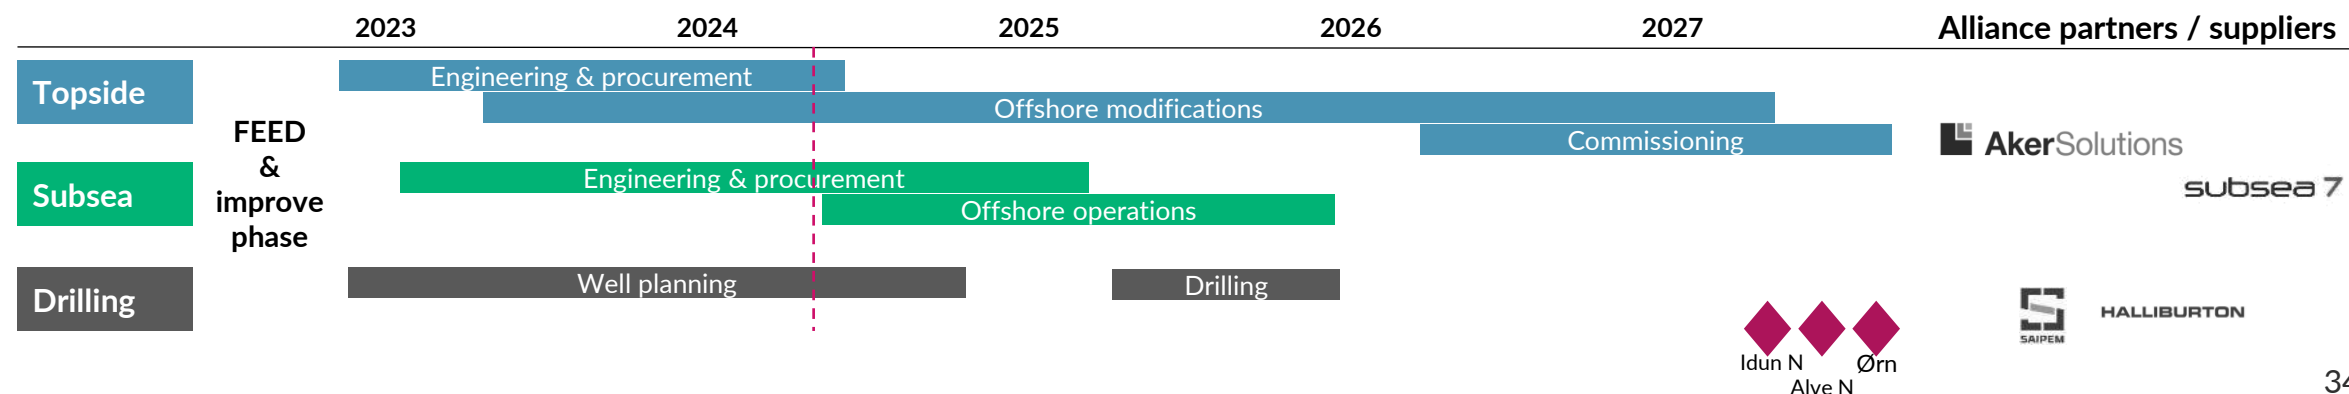 2023 2024 2025 2026 2027 Alliance partners / suppliers
Topside
Engineering & procurement
Offshore modifications
Commissioning
FEED
&
improve
phase
AkerSolutions
Subsea
Engineering & procurement
Offshore operations
subsea 7
Drilling
Well planning
Drilling
SAIPEM
HALLIBURTON
Idun N
Alve N
Ørn
34